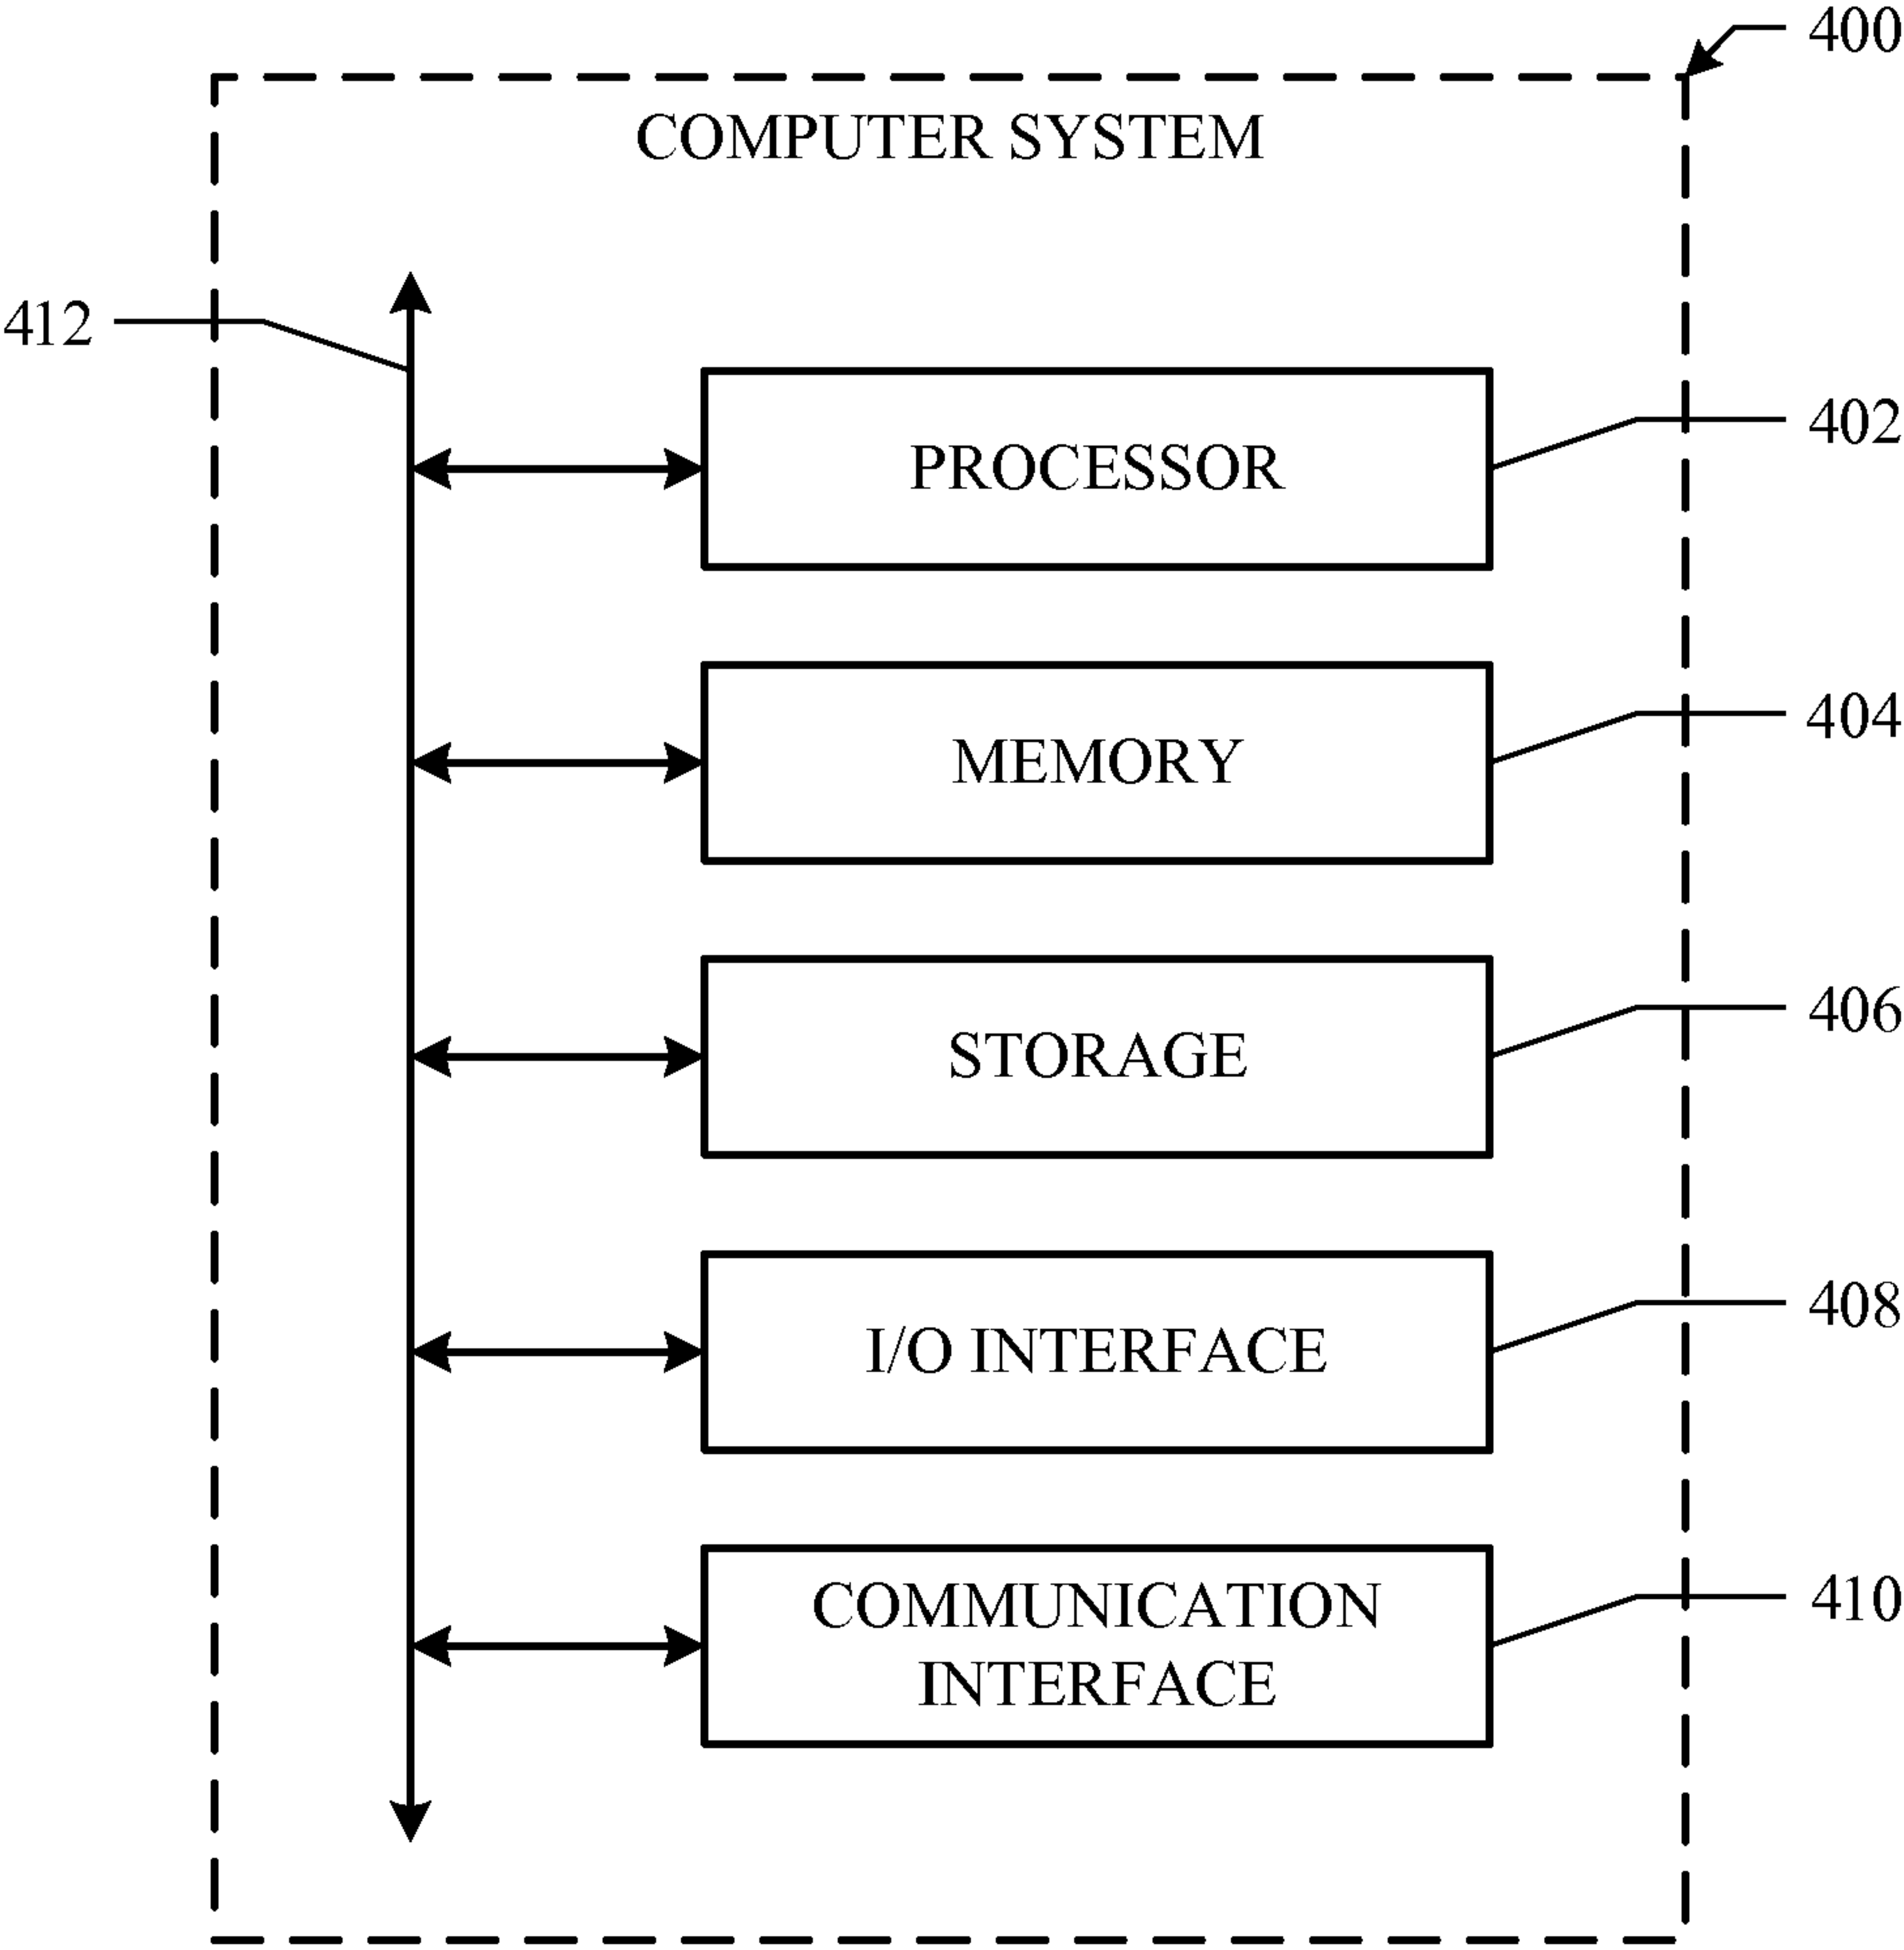 400
COMPUTER SYSTEM
412
402
PROCESSOR
404
MEMORY
406
STORAGE
408
I/O INTERFACE
410
COMMUNICATION
INTERFACE